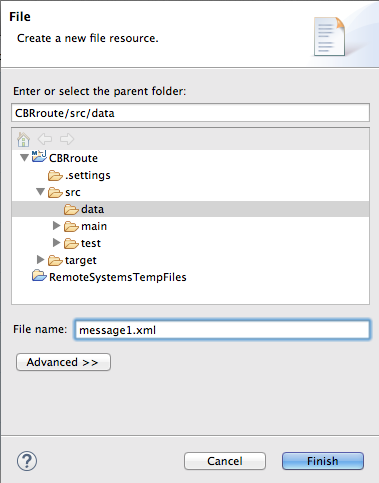 File
Create a new file resource.
Enter or select the parent folder:
CBRroute/src/data
CBRroute
.settings
src
data
main
test
target
RemoteSystemsTempFiles
File name: message1.xml
Advanced >>
? Cancel Finish